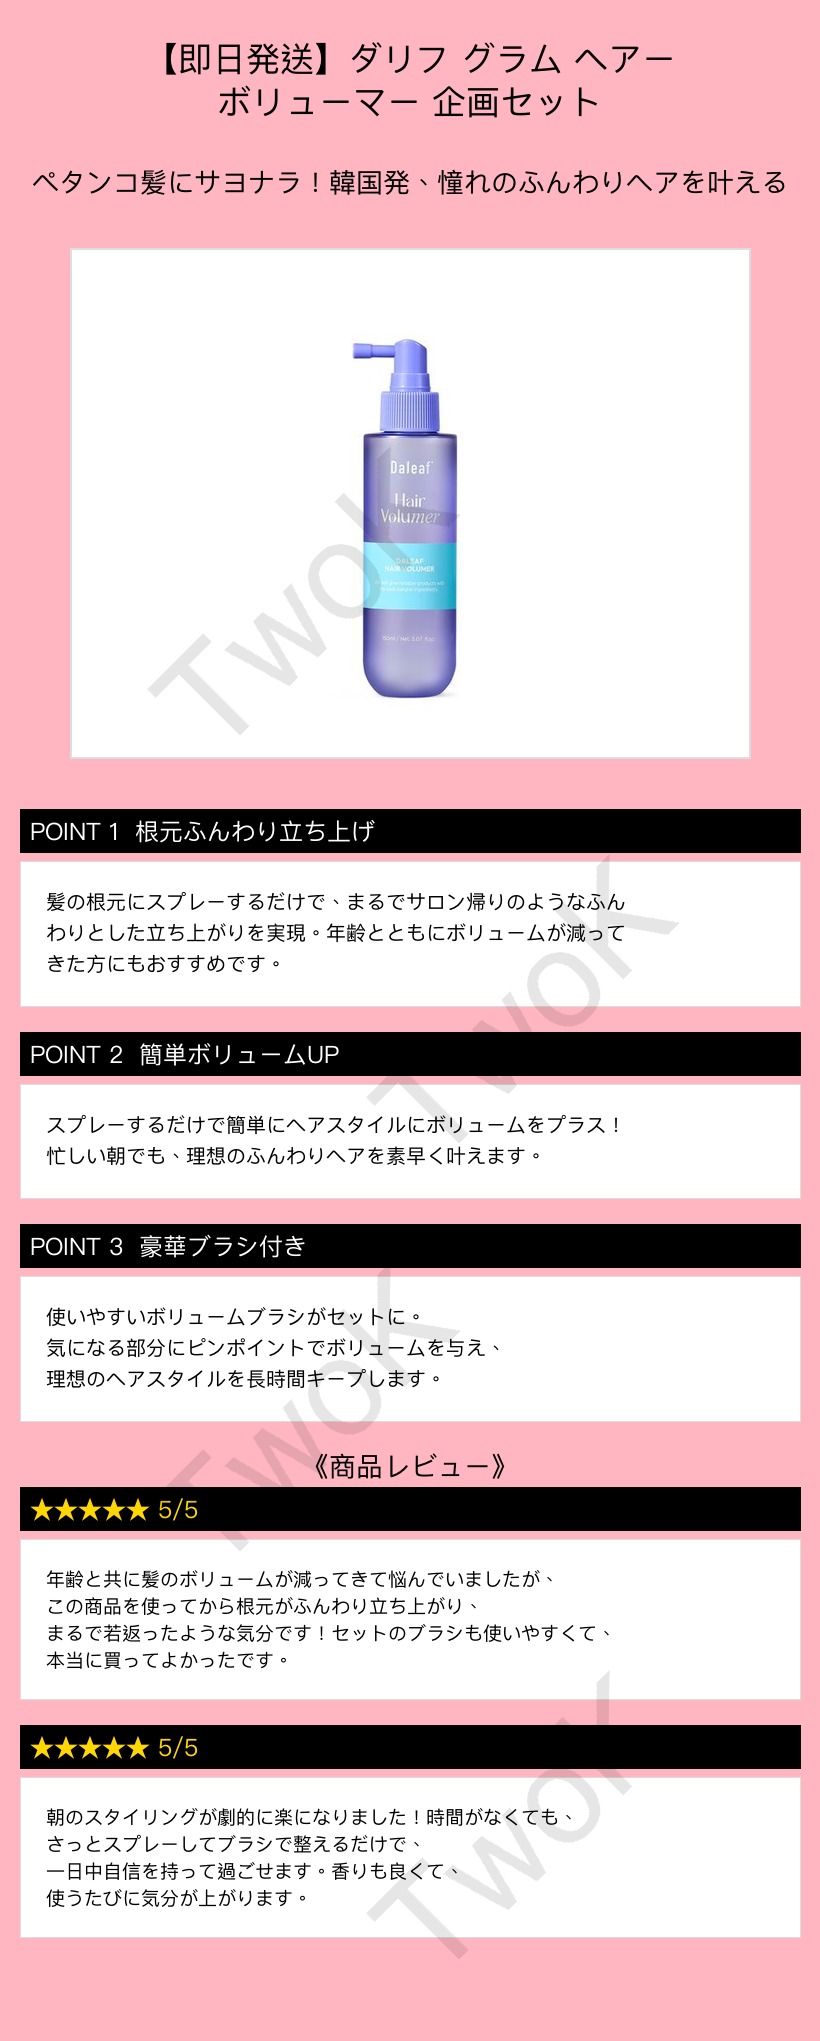 【即日発送】ダリフ グラム ヘアー
ボリューマー 企画セット
ペタンコ髪にサヨナラ！韓国発、憧れのふんわりヘアを叶える
Daleaf
Hair
Volumer
DALEAF
HAIR VOLUMER
TwoK
POINT 1 根元ふんわり立ち上げ
髪の根元にスプレーするだけで、まるでサロン帰りのようなふん
わりとした立ち上がりを実現。年齢とともにボリュームが減って
きた方にもおすすめです。
TwoK
POINT 2 簡単ボリュームUP
スプレーするだけで簡単にヘアスタイルにボリュームをプラス！
忙しい朝でも、理想のふんわりヘアを素早く叶えます。
POINT 3 豪華ブラシ付き
使いやすいボリュームブラシがセットに。
気になる部分にピンポイントでボリュームを与え、
理想のヘアスタイルを長時間キープします。
TwoK
《商品レビュー》
★★★★★ 5/5
年齢と共に髪のボリュームが減ってきて悩んでいましたが、
この商品を使ってから根元がふんわり立ち上がり、
まるで若返ったような気分です！セットのブラシも使いやすくて、
本当に買ってよかったです。
★★★★★ 5/5
朝のスタイリングが劇的に楽になりました！時間がなくても、
さっとスプレーしてブラシで整えるだけで、
一日中自信を持って過ごせます。香りも良くて、
使うたびに気分が上がります。
TwoK